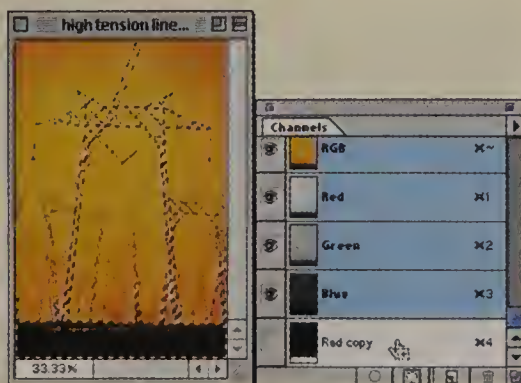 high tension line...
33.33%
Channels
RGB ⌘~
Red ⌘1
Green ⌘2
Blue ⌘3
Red copy ⌘4